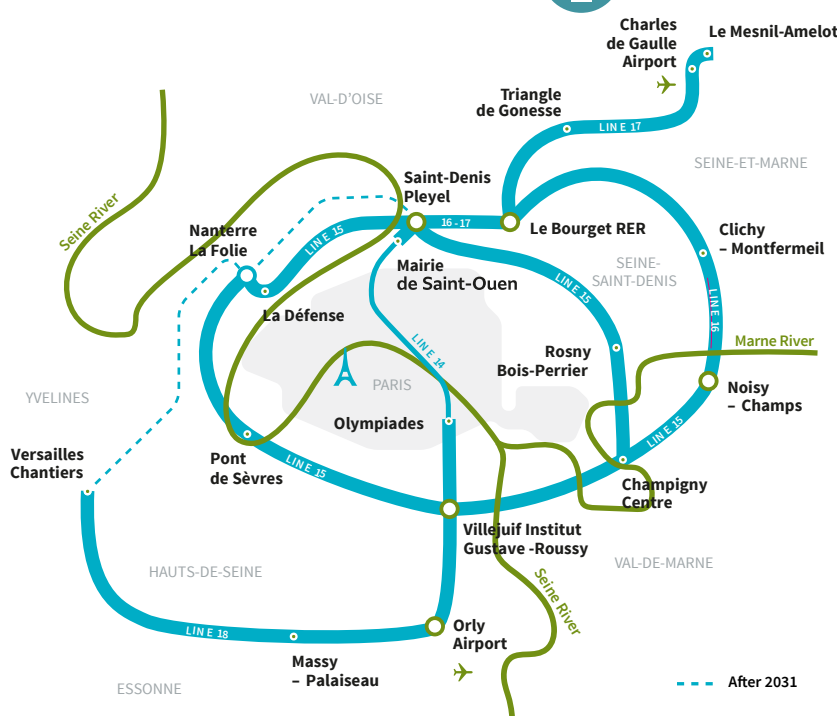 Charles
de Gaulle
Airport
Le Mesnil-Amelot
Triangle
de Gonesse
VAL-D'OISE
LINE 17
SEINE-ET-MARNE
Saint-Denis
Pleyel
Seine River
Nanterre
La Folie
LINE 15
16 - 17
Le Bourget RER
Clichy
– Montfermeil
Mairie
de Saint-Ouen
SEINE-
SAINT-DENIS
LINE 15
LINE 16
La Défense
LINE 14
Rosny
Bois-Perrier
Marne River
PARIS
YVELINES
Noisy
– Champs
Olympiades
LINE 15
Versailles
Chantiers
Pont
de Sèvres
LINE 15
Champigny
Centre
Villejuif Institut
Gustave -Roussy
HAUTS-DE-SEINE
VAL-DE-MARNE
Seine River
LINE 18
Orly
Airport
Massy
– Palaiseau
ESSONNE
After 2031